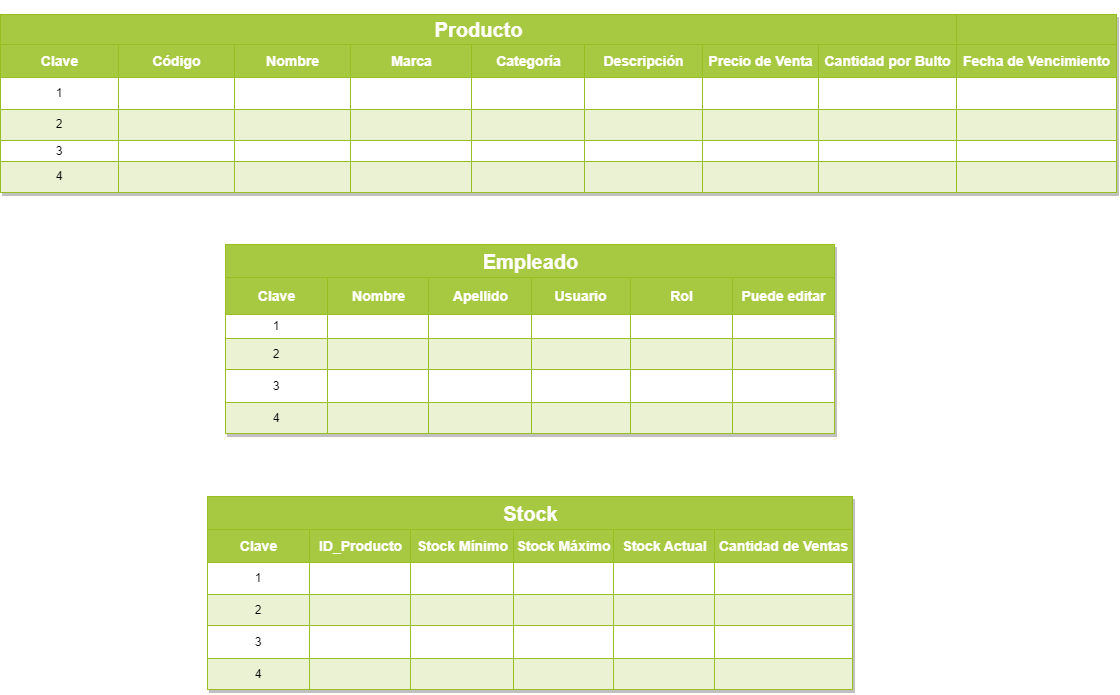 Producto
Clave Código Nombre Marca Categoría Descripción Precio de Venta Cantidad por Bulto Fecha de Vencimiento
1
2
3
4
Empleado
Clave Nombre Apellido Usuario Rol Puede editar
1
2
3
4
Stock
Clave ID_Producto Stock Mínimo Stock Máximo Stock Actual Cantidad de Ventas
1
2
3
4